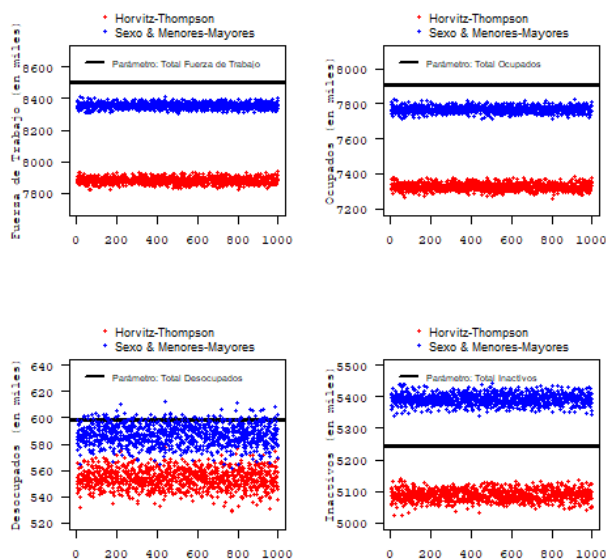 Horvitz-Thompson
Sexo & Menores-Mayores
Parámetro: Total Fuerza de Trabajo
Fuerza de Trabajo (en miles)
8600
8400
8200
8000
7800
0 200 400 600 800 1000
Horvitz-Thompson
Sexo & Menores-Mayores
Parámetro: Total Ocupados
Ocupados (en miles)
8000
7800
7600
7400
7200
0 200 400 600 800 1000
Horvitz-Thompson
Sexo & Menores-Mayores
Parámetro: Total Desocupados
Desocupados (en miles)
640
620
600
580
560
540
520
0 200 400 600 800 1000
Horvitz-Thompson
Sexo & Menores-Mayores
Parámetro: Total Inactivos
Inactivos (en miles)
5500
5400
5300
5200
5100
5000
0 200 400 600 800 1000